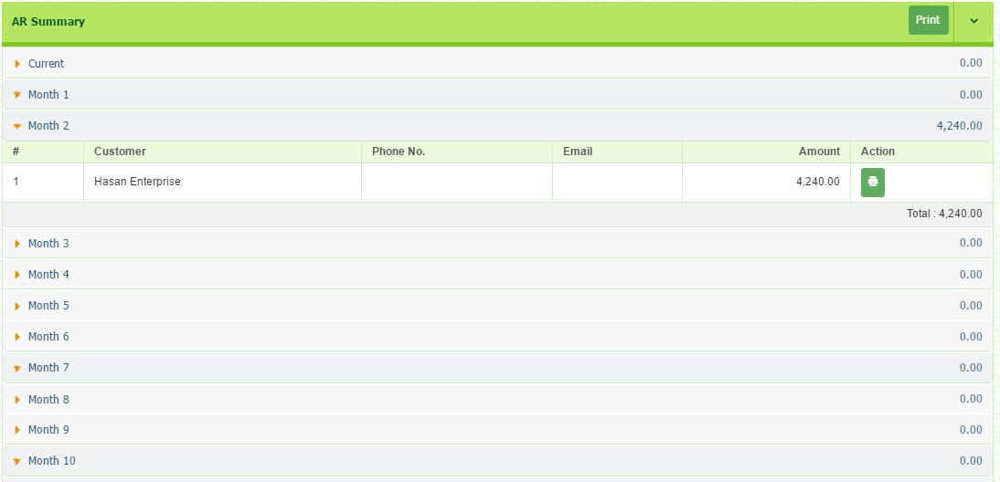 AR Summary Print
Current 0.00
Month 1 0.00
Month 2 4,240.00
# Customer Phone No. Email Amount Action
1 Hasan Enterprise 4,240.00
Total : 4,240.00
Month 3 0.00
Month 4 0.00
Month 5 0.00
Month 6 0.00
Month 7 0.00
Month 8 0.00
Month 9 0.00
Month 10 0.00